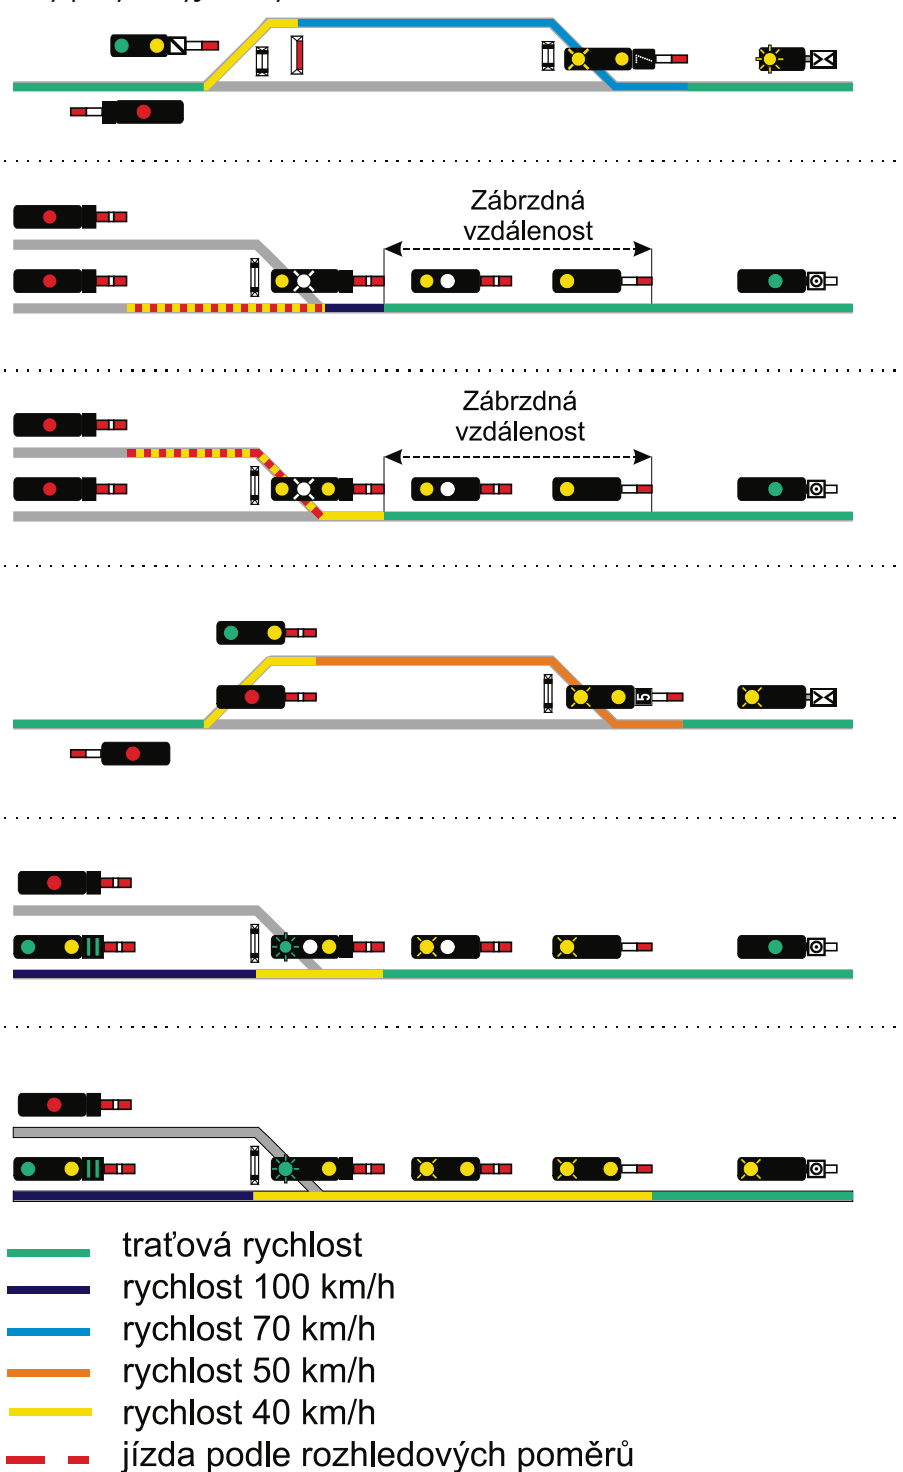 Zábrzdná
vzdálenost
Zábrzdná
vzdálenost
5
traťová rychlost
rychlost 100 km/h
rychlost 70 km/h
rychlost 50 km/h
rychlost 40 km/h
jízda podle rozhledových poměrů